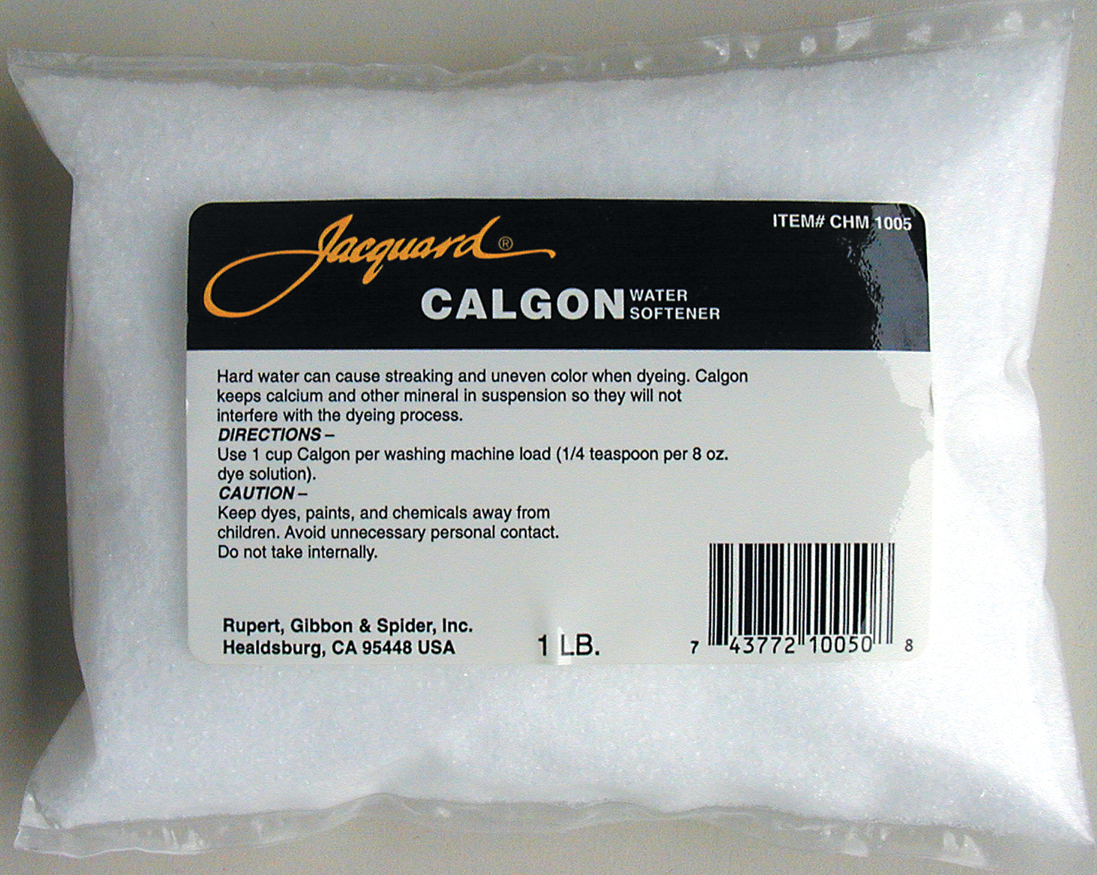 Jacquard®
ITEM# CHM 1005
CALGON WATER SOFTENER
Hard water can cause streaking and uneven color when dyeing. Calgon
keeps calcium and other mineral in suspension so they will not
interfere with the dyeing process.
DIRECTIONS –
Use 1 cup Calgon per washing machine load (1/4 teaspoon per 8 oz.
dye solution).
CAUTION –
Keep dyes, paints, and chemicals away from
children. Avoid unnecessary personal contact.
Do not take internally.
Rupert, Gibbon & Spider, Inc.
Healdsburg, CA 95448 USA
1 LB.
7 43772 10050 8